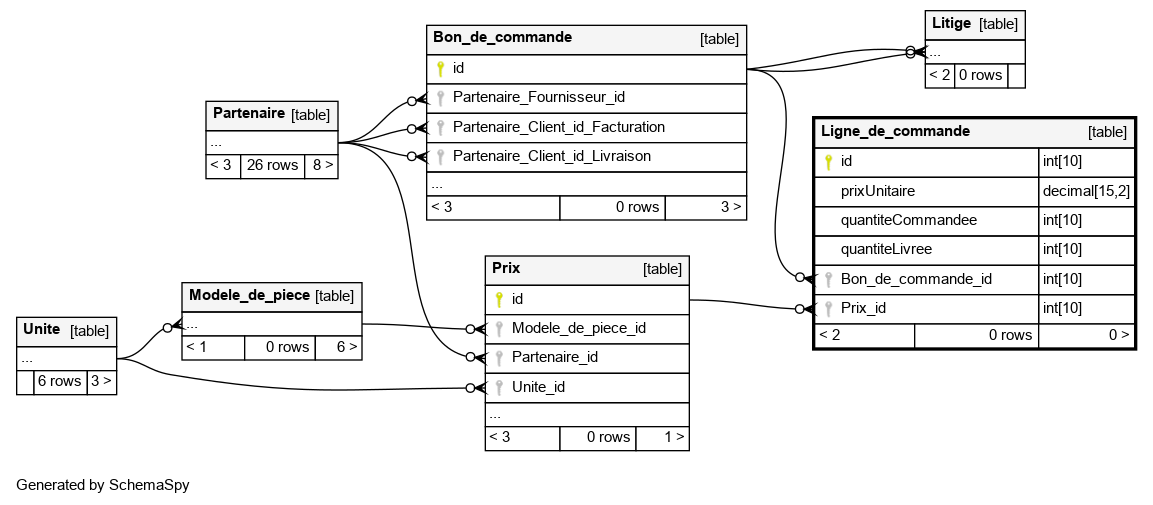 Litige [table]
...
< 2 0 rows
Bon_de_commande [table]
id
Partenaire_Fournisseur_id
Partenaire_Client_id_Facturation
Partenaire_Client_id_Livraison
...
< 3 0 rows 3 >
Partenaire [table]
...
< 3 26 rows 8 >
Ligne_de_commande [table]
id int[10]
prixUnitaire decimal[15,2]
quantiteCommandee int[10]
quantiteLivree int[10]
Bon_de_commande_id int[10]
Prix_id int[10]
< 2 0 rows 0 >
Prix [table]
id
Modele_de_piece_id
Partenaire_id
Unite_id
...
< 3 0 rows 1 >
Modele_de_piece [table]
...
< 1 0 rows 6 >
Unite [table]
...
6 rows 3 >
Generated by SchemaSpy